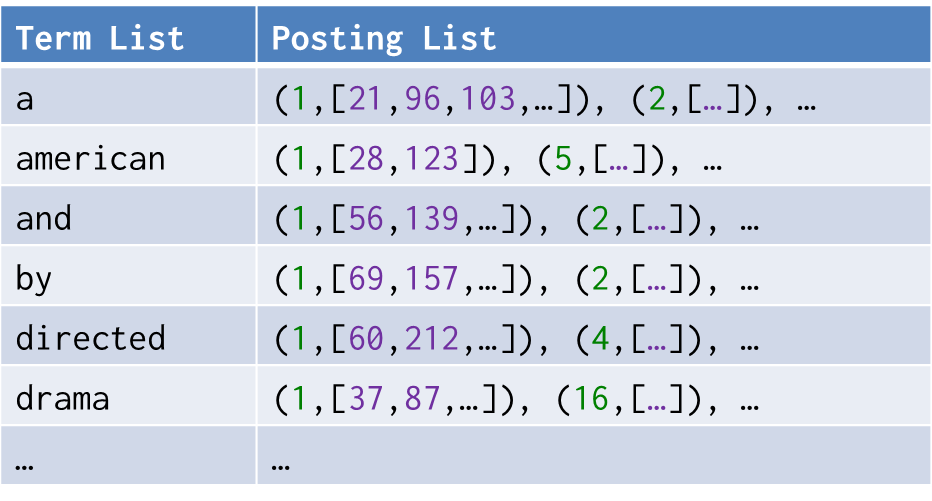 Term List Posting List
a (1,[21,96,103,…]), (2,[…]), …
american (1,[28,123]), (5,[…]), …
and (1,[56,139,…]), (2,[…]), …
by (1,[69,157,…]), (2,[…]), …
directed (1,[60,212,…]), (4,[…]), …
drama (1,[37,87,…]), (16,[…]), …
… …